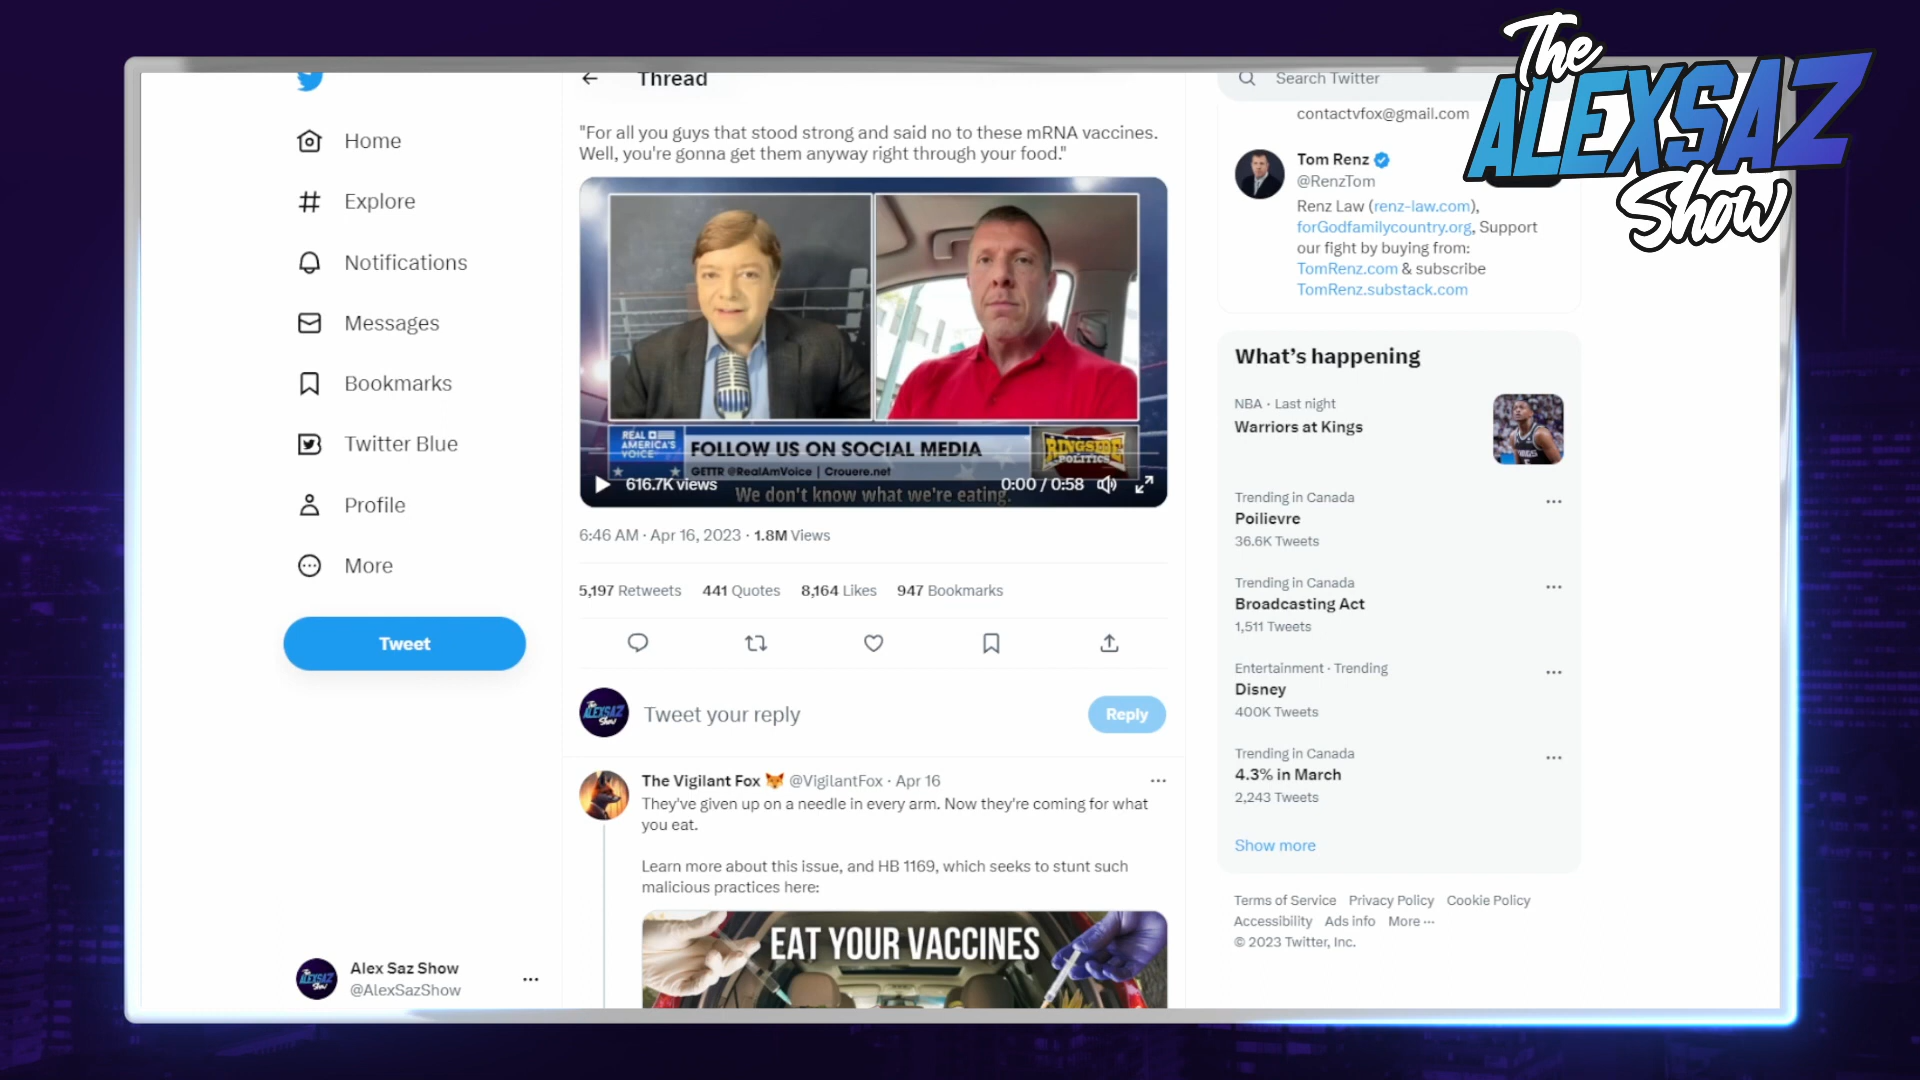 The
ALEXSAZ
Show
Home
Explore
Notifications
Messages
Bookmarks
Twitter Blue
Profile
More
Tweet
Alex Saz Show
@AlexSazShow
Thread
"For all you guys that stood strong and said no to these mRNA vaccines.
Well, you're gonna get them anyway right through your food."
REAL
AMERICA'S
VOICE
FOLLOW US ON SOCIAL MEDIA
GETTR @RealAmVoice | Crouere.net
RINGSIDE
POLITICS
616.7K views
0:00 / 0:58
We don't know what we're eating.
6:46 AM · Apr 16, 2023 · 1.8M Views
5,197 Retweets 441 Quotes 8,164 Likes 947 Bookmarks
The
ALEXSAZ
Show
Tweet your reply
Reply
The Vigilant Fox 🦊 @VigilantFox · Apr 16
They've given up on a needle in every arm. Now they're coming for what
you eat.
Learn more about this issue, and HB 1169, which seeks to stunt such
malicious practices here:
EAT YOUR VACCINES
Search Twitter
contactvfox@gmail.com
Tom Renz
@RenzTom
Renz Law (renz-law.com),
forGodfamilycountry.org, Support
our fight by buying from:
TomRenz.com & subscribe
TomRenz.substack.com
What's happening
NBA · Last night
Warriors at Kings
Trending in Canada
Poilievre
36.6K Tweets
Trending in Canada
Broadcasting Act
1,511 Tweets
Entertainment · Trending
Disney
400K Tweets
Trending in Canada
4.3% in March
2,243 Tweets
Show more
Terms of Service Privacy Policy Cookie Policy
Accessibility Ads info More ···
© 2023 Twitter, Inc.